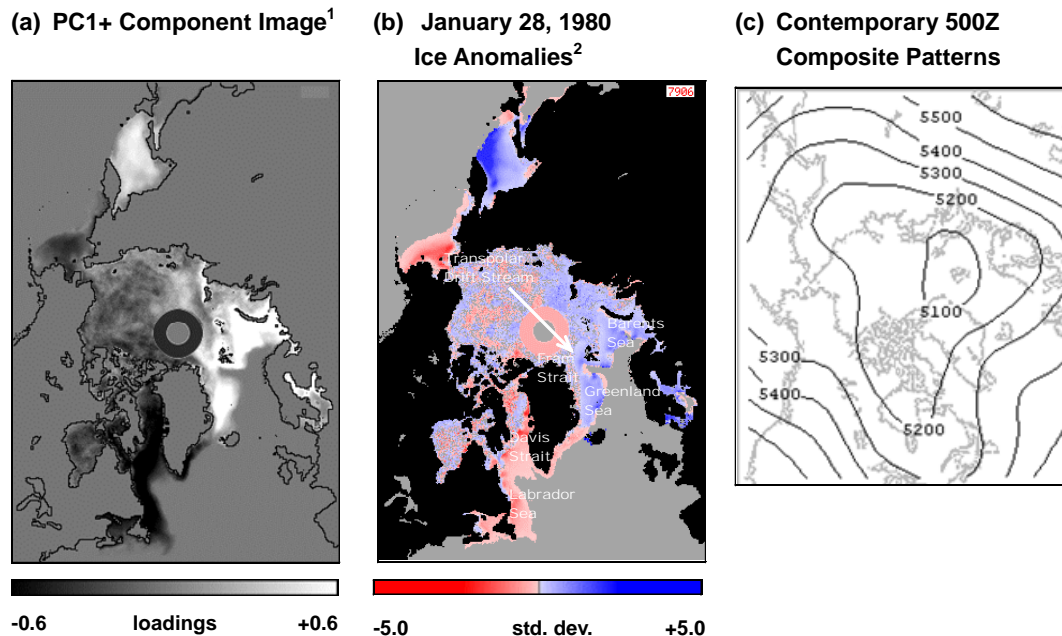 (a) PC1+ Component Image1
(b) January 28, 1980
Ice Anomalies2
(c) Contemporary 500Z
Composite Patterns
7906
Transpolar
Drift Stream
Barents
Sea
Fram
Strait
Greenland
Sea
Davis
Strait
Labrador
Sea
5500
5400
5300
5200
5100
5300
5400
5200
-0.6 loadings +0.6
-5.0 std. dev. +5.0